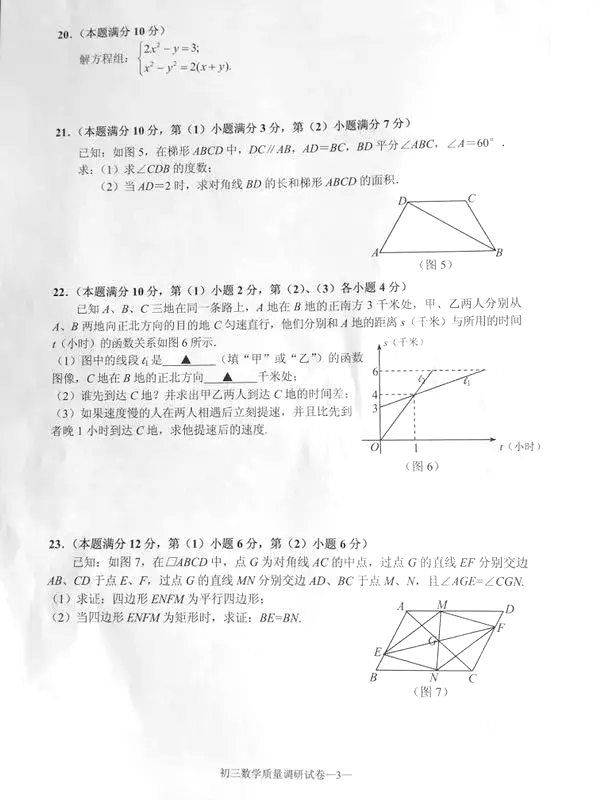 20.（本题满分 10 分）
解方程组：{2x² − y = 3;
x² − y² = 2(x + y).
21.（本题满分 10 分，第（1）小题满分 3 分，第（2）小题满分 7 分）
已知：如图 5，在梯形 ABCD 中，DC∥AB，AD＝BC，BD 平分∠ABC，∠A＝60°．
求：（1）求∠CDB 的度数；
（2）当 AD＝2 时，求对角线 BD 的长和梯形 ABCD 的面积．
D
C
A
B
（图 5）
22.（本题满分 10 分，第（1）小题 2 分，第（2）、（3）各小题 4 分）
已知 A、B、C 三地在同一条路上，A 地在 B 地的正南方 3 千米处，甲、乙两人分别从
A、B 两地向正北方向的目的地 C 匀速直行，他们分别和 A 地的距离 s（千米）与所用的时间
t（小时）的函数关系如图 6 所示．
（1）图中的线段 l₁ 是 ▲ （填“甲”或“乙”）的函数
图像，C 地在 B 地的正北方向 ▲ 千米处；
（2）谁先到达 C 地？并求出甲乙两人到达 C 地的时间差；
（3）如果速度慢的人在两人相遇后立刻提速，并且比先到
者晚 1 小时到达 C 地，求他提速后的速度．
s（千米）
6
l₂
l₁
4
3
O
1
t（小时）
（图 6）
23.（本题满分 12 分，第（1）小题 6 分，第（2）小题 6 分）
已知：如图 7，在□ABCD 中，点 G 为对角线 AC 的中点，过点 G 的直线 EF 分别交边
AB、CD 于点 E、F，过点 G 的直线 MN 分别交边 AD、BC 于点 M、N，且∠AGE=∠CGN.
（1）求证：四边形 ENFM 为平行四边形；
（2）当四边形 ENFM 为矩形时，求证：BE=BN.
A
M
D
F
G
E
B
N
C
（图 7）
初三数学质量调研试卷—3—